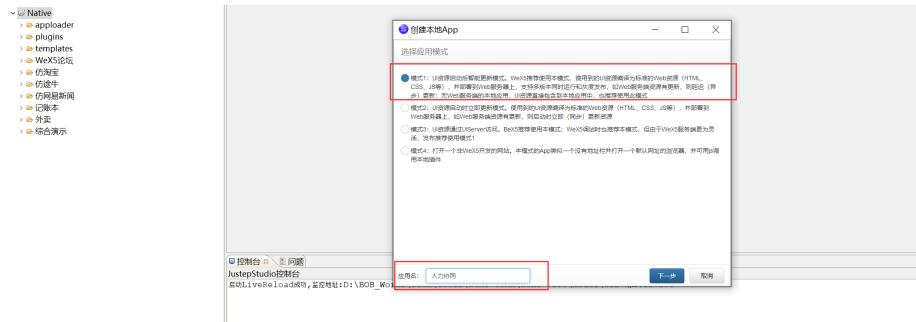 Native
apploader
plugins
templates
WeX5论坛
仿淘宝
仿途牛
仿网易新闻
记账本
外卖
综合演示
创建本地App
选择应用模式
模式1：UI资源启动后智能更新模式。WeX5推荐使用本模式，使用到的UI资源编译为标准的Web资源（HTML、
CSS、JS等），并部署到Web服务器上，支持多版本同时运行和灰度发布，如Web服务端资源有更新，则延迟（异
步）更新；无Web服务端的本地应用，UI资源直接包含到本地应用中，也推荐使用此模式
模式2：UI资源启动时立即更新模式。使用到的UI资源编译为标准的Web资源（HTML、CSS、JS等），并部署到
Web服务器上，如Web服务端资源有更新，则启动时立即（同步）更新资源
模式3：UI资源通过UIServer访问。BeX5推荐使用本模式；WeX5调试时也推荐本模式，但由于WeX5服务端更为灵
活，发布推荐使用模式1
模式4：打开一个非WeX5开发的网站。本模式的App类似一个没有地址栏并打开一个默认网址的浏览器，并可用js调
用本地插件
应用名：
人力协同
下一步
取消
控制台
问题
JustepStudio控制台
启动LiveReload成功,监控地址:D:\BOB_Wor